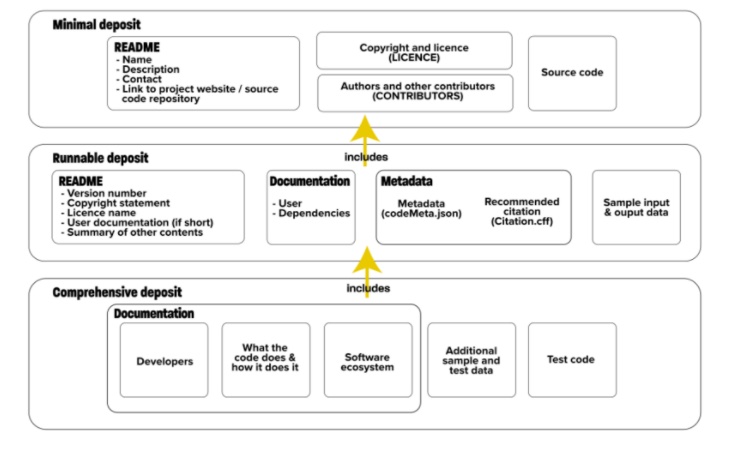 Minimal deposit
README
- Name
- Description
- Contact
- Link to project website / source
code repository
Copyright and licence
(LICENCE)
Authors and other contributors
(CONTRIBUTORS)
Source code
includes
Runnable deposit
README
- Version number
- Copyright statement
- Licence name
- User documentation (if short)
- Summary of other contents
Documentation
- User
- Dependencies
Metadata
Metadata
(codeMeta.json)
Recommended
citation
(Citation.cff)
Sample input
& ouput data
includes
Comprehensive deposit
Documentation
Developers
What the
code does &
how it does it
Software
ecosystem
Additional
sample and
test data
Test code